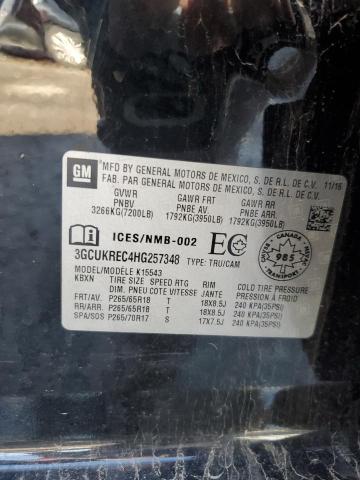 GM
MFD BY GENERAL MOTORS DE MEXICO, S. DE R.L. DE C.V. 11/16
FAB. PAR GENERAL MOTORS DE MEXICO, S. DE R.L. DE C.V.
GVWR GAWR FRT GAWR RR
PNBV PNBE AV. PNBE ARR.
3266KG(7200LB) 1792KG(3950LB) 1792KG(3950LB)
ICES/NMB-002 EC CANADA 985 TRANSPORT
3GCUKREC4HG257348 TYPE: TRU/CAM
MODEL/MODÈLE K15543
KBXN TIRE SIZE SPEED RTG RIM COLD TIRE PRESSURE
DIM. PNEU COTE VITESSE JANTE PRESSION À FROID
FRT/AV. P265/65R18 T 18X8.5J 240 KPA(35PSI)
RR/ARR. P265/65R18 T 18X8.5J 240 KPA(35PSI)
SPA/SOS P265/70R17 S 17X7.5J 240 KPA(35PSI)